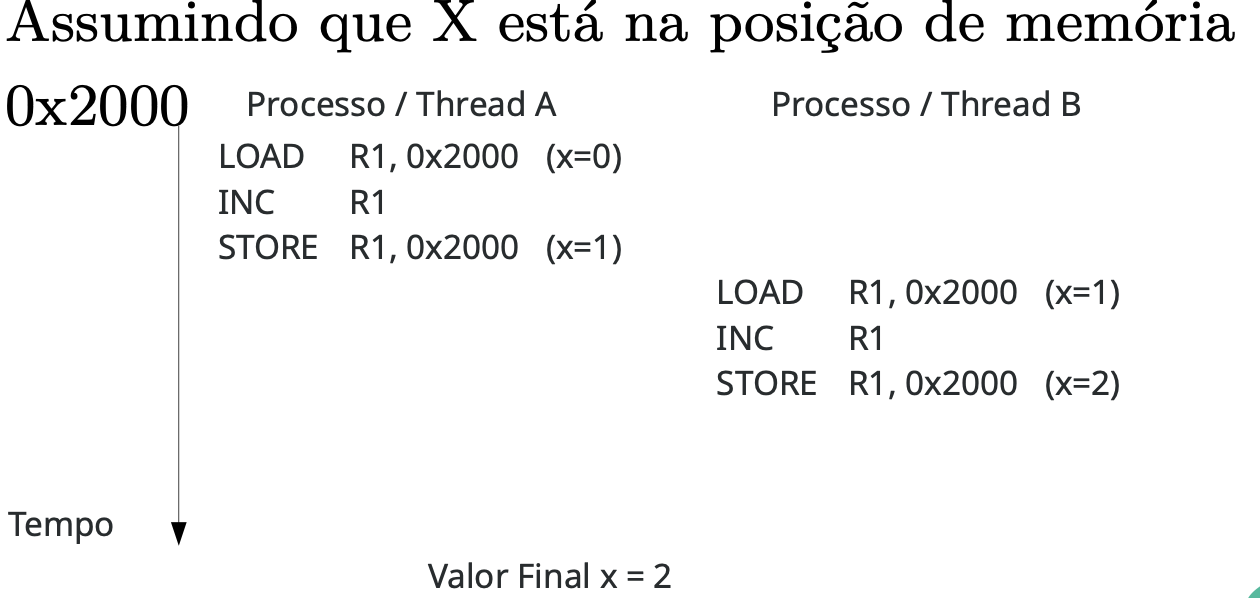 Assumindo que X está na posição de memória
0x2000
Processo / Thread A
Processo / Thread B
LOAD R1, 0x2000 (x=0)
INC R1
STORE R1, 0x2000 (x=1)
LOAD R1, 0x2000 (x=1)
INC R1
STORE R1, 0x2000 (x=2)
Tempo
Valor Final x = 2